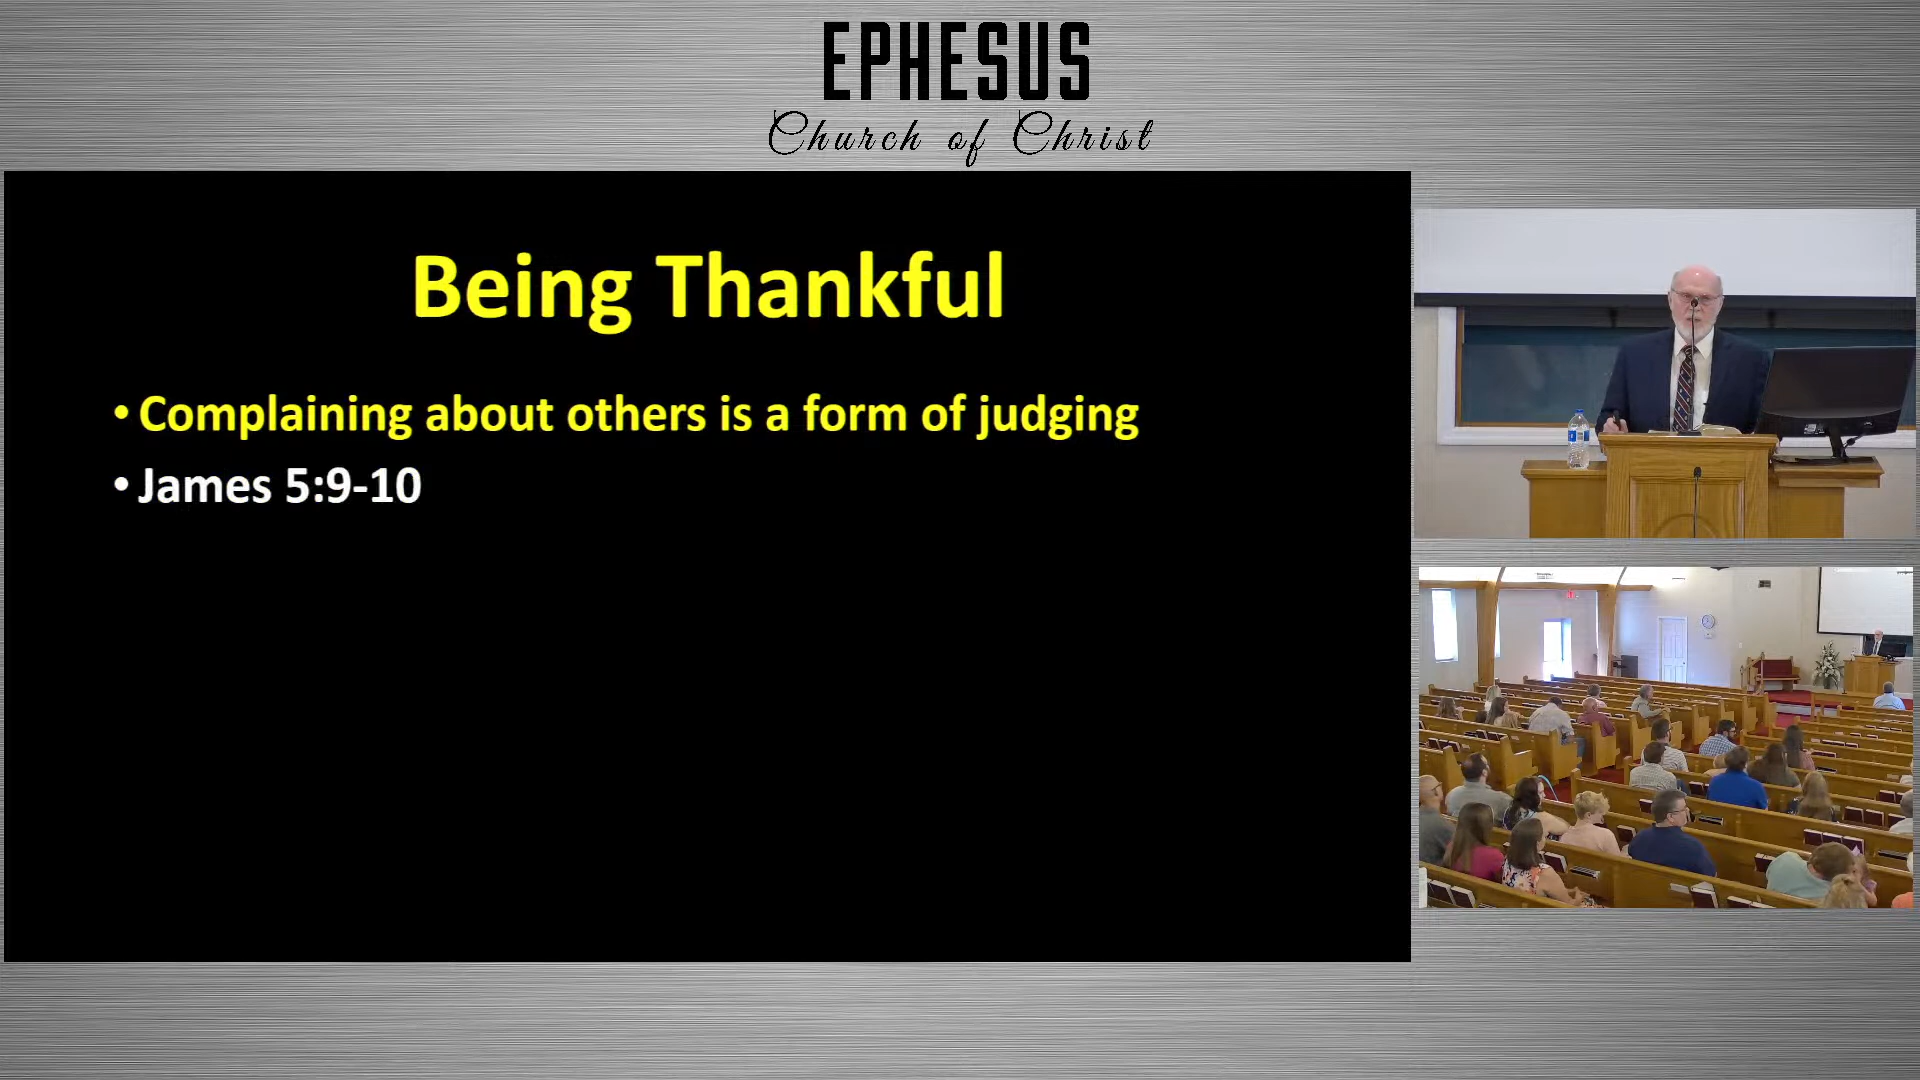 EPHESUS
Church of Christ
Being Thankful
• Complaining about others is a form of judging
• James 5:9-10